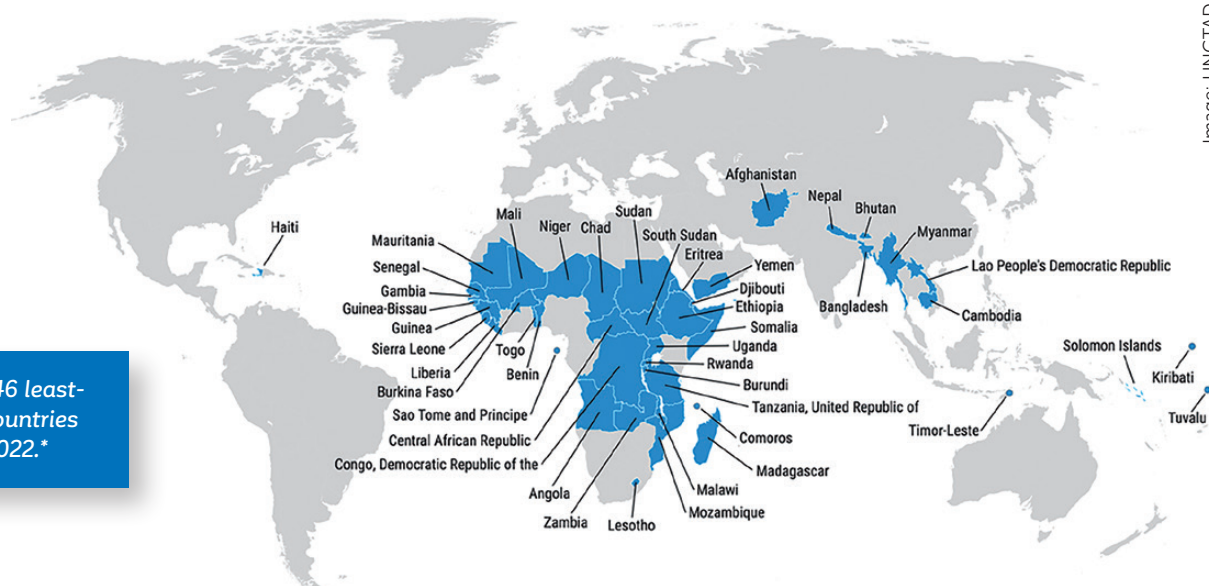 Image: UNCTAD
Afghanistan
Nepal
Bhutan
Myanmar
Lao People's Democratic Republic
Bangladesh
Cambodia
Haiti
Mali
Niger
Chad
Sudan
South Sudan
Eritrea
Yemen
Djibouti
Ethiopia
Somalia
Uganda
Rwanda
Burundi
Tanzania, United Republic of
Comoros
Madagascar
Malawi
Mozambique
Lesotho
Zambia
Angola
Congo, Democratic Republic of the
Central African Republic
Sao Tome and Principe
Benin
Togo
Burkina Faso
Liberia
Sierra Leone
Guinea
Guinea-Bissau
Gambia
Senegal
Mauritania
Solomon Islands
Kiribati
Tuvalu
Timor-Leste
46 least-
ountries
022.*